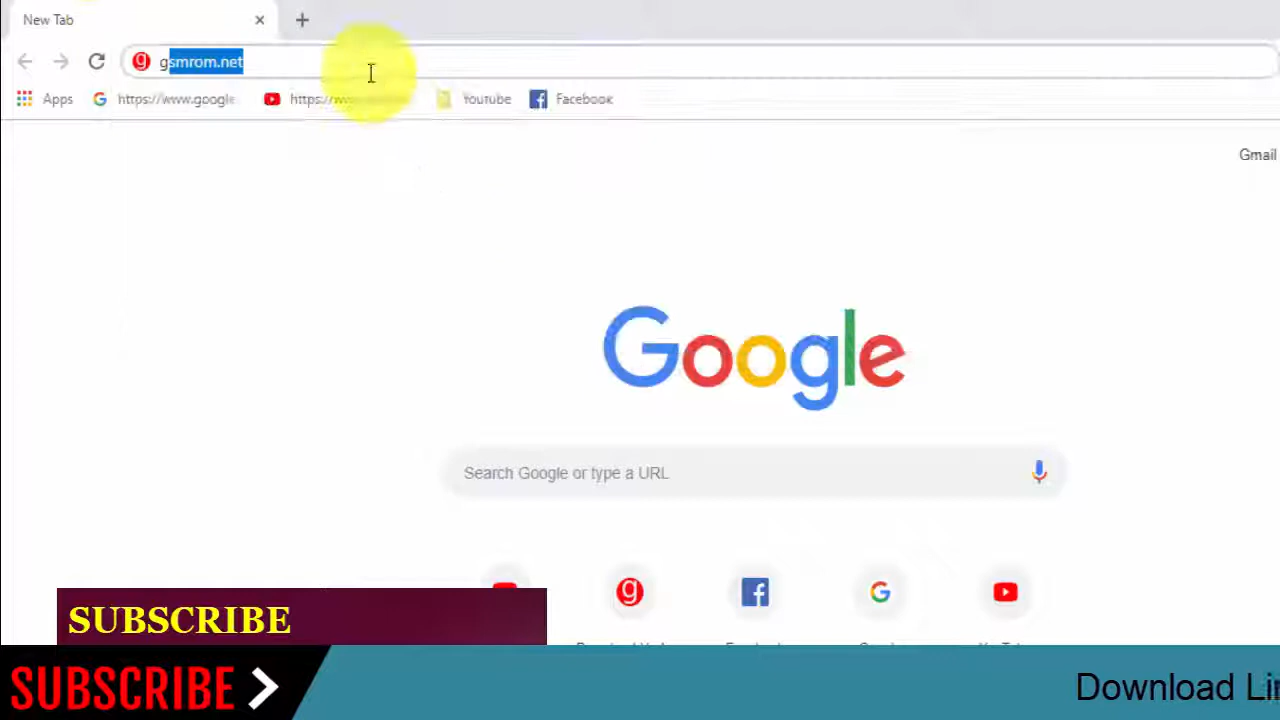 New Tab
gsmrom.net
Apps
https://www.google
Youtube
Facebook
Gmail
Google
Search Google or type a URL
SUBSCRIBE
SUBSCRIBE
Download